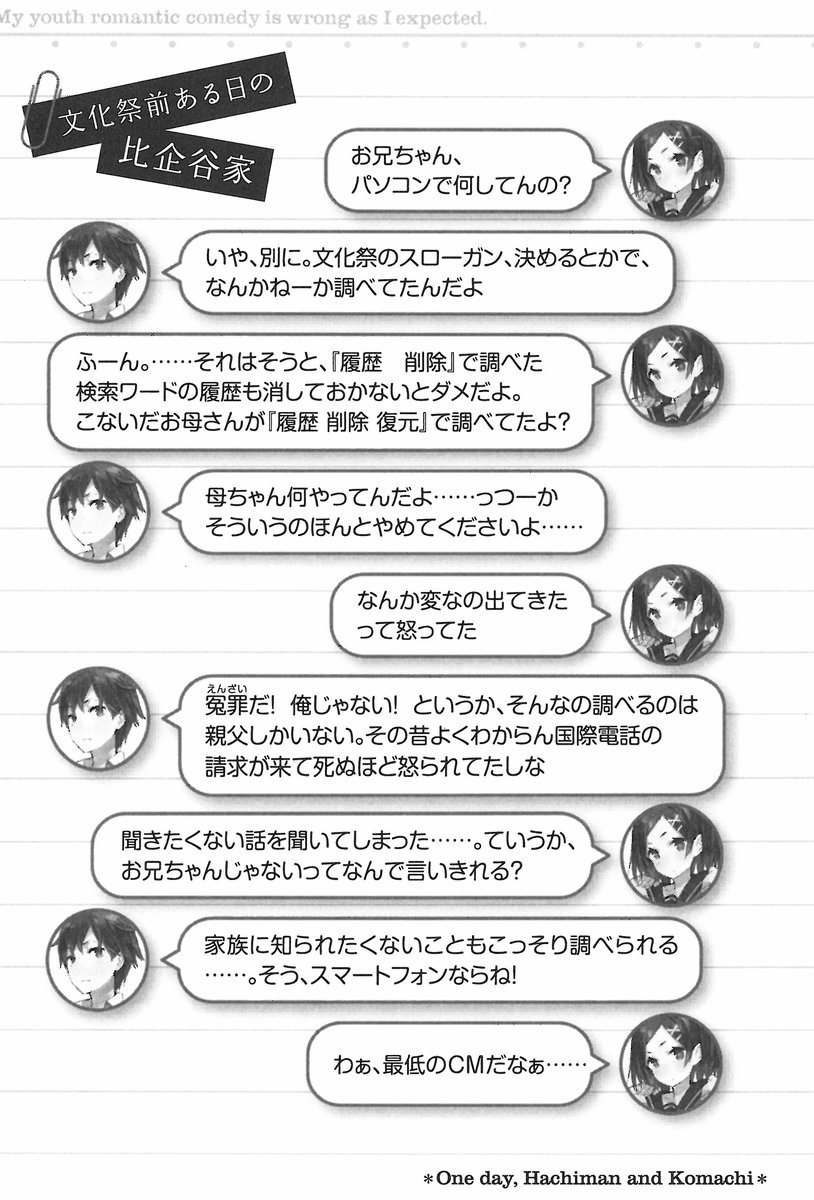 My youth romantic comedy is wrong as I expected.
文化祭前ある日の
比企谷家
お兄ちゃん、
パソコンで何してんの?
いや、別に。文化祭のスローガン、決めるとかで、
なんかねーか調べてたんだよ
ふーん。……それはそうと、『履歴　削除』で調べた
検索ワードの履歴も消しておかないとダメだよ。
こないだお母さんが『履歴 削除 復元』で調べてたよ?
母ちゃん何やってんだよ……っつーか
そういうのほんとやめてくださいよ……
なんか変なの出てきた
って怒ってた
えんざい
冤罪だ! 俺じゃない! というか、そんなの調べるのは
親父しかいない。その昔よくわからん国際電話の
請求が来て死ぬほど怒られてたしな
聞きたくない話を聞いてしまった……。ていうか、
お兄ちゃんじゃないってなんで言いきれる?
家族に知られたくないこともこっそり調べられる
……。そう、スマートフォンならね!
わぁ、最低のCMだなぁ……
*One day, Hachiman and Komachi*